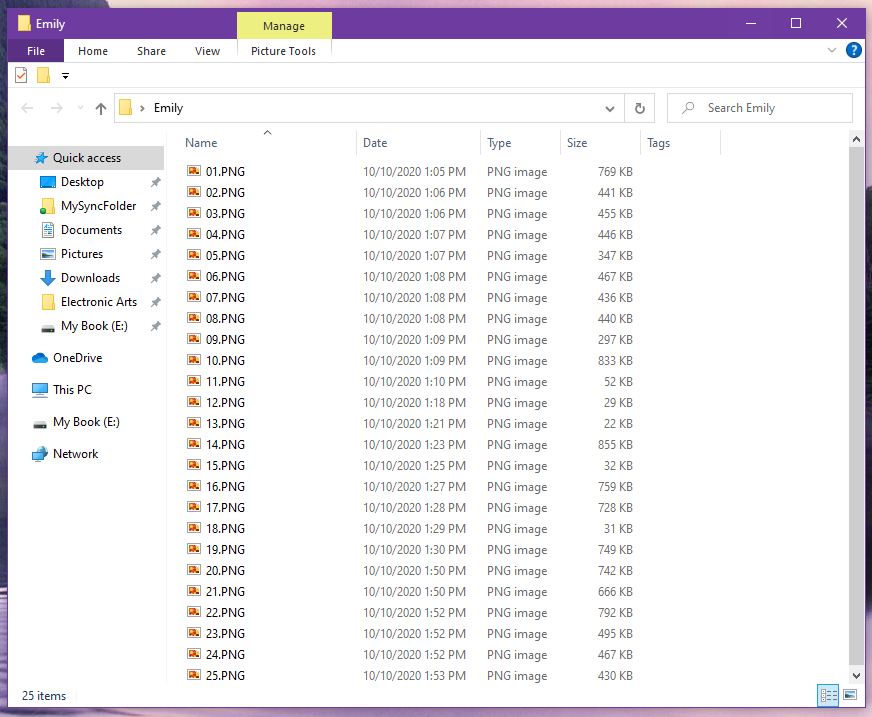 Emily
Manage
File Home Share View Picture Tools
?
Emily
Search Emily
Name Date Type Size Tags
Quick access
Desktop
MySyncFolder
Documents
Pictures
Downloads
Electronic Arts
My Book (E:)
OneDrive
This PC
My Book (E:)
Network
01.PNG 10/10/2020 1:05 PM PNG image 769 KB
02.PNG 10/10/2020 1:06 PM PNG image 441 KB
03.PNG 10/10/2020 1:06 PM PNG image 455 KB
04.PNG 10/10/2020 1:07 PM PNG image 446 KB
05.PNG 10/10/2020 1:07 PM PNG image 347 KB
06.PNG 10/10/2020 1:08 PM PNG image 467 KB
07.PNG 10/10/2020 1:08 PM PNG image 436 KB
08.PNG 10/10/2020 1:08 PM PNG image 440 KB
09.PNG 10/10/2020 1:09 PM PNG image 297 KB
10.PNG 10/10/2020 1:09 PM PNG image 833 KB
11.PNG 10/10/2020 1:10 PM PNG image 52 KB
12.PNG 10/10/2020 1:18 PM PNG image 29 KB
13.PNG 10/10/2020 1:21 PM PNG image 22 KB
14.PNG 10/10/2020 1:23 PM PNG image 855 KB
15.PNG 10/10/2020 1:25 PM PNG image 32 KB
16.PNG 10/10/2020 1:27 PM PNG image 759 KB
17.PNG 10/10/2020 1:28 PM PNG image 728 KB
18.PNG 10/10/2020 1:29 PM PNG image 31 KB
19.PNG 10/10/2020 1:30 PM PNG image 749 KB
20.PNG 10/10/2020 1:50 PM PNG image 742 KB
21.PNG 10/10/2020 1:50 PM PNG image 666 KB
22.PNG 10/10/2020 1:52 PM PNG image 792 KB
23.PNG 10/10/2020 1:52 PM PNG image 495 KB
24.PNG 10/10/2020 1:52 PM PNG image 467 KB
25.PNG 10/10/2020 1:53 PM PNG image 430 KB
25 items